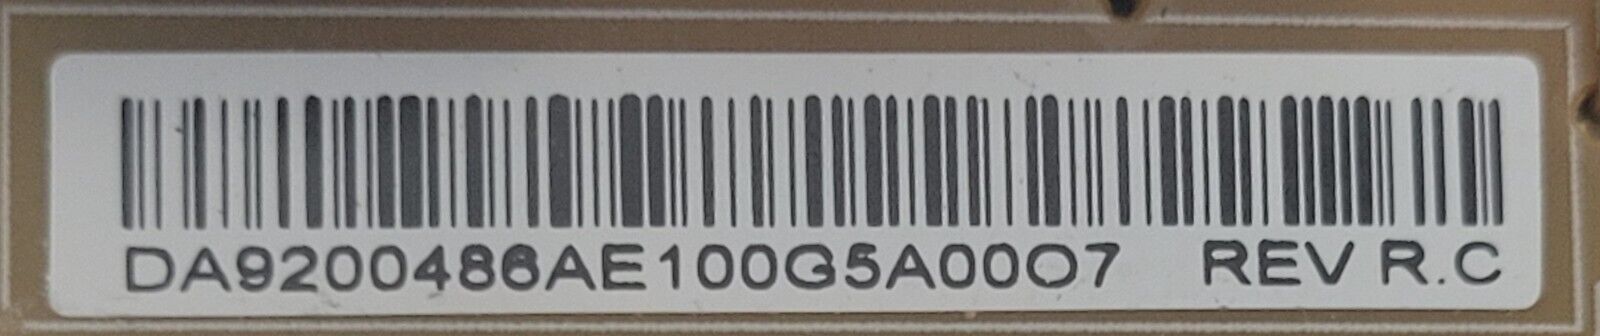 DA9200486AE100G5A00O7 REV R.C